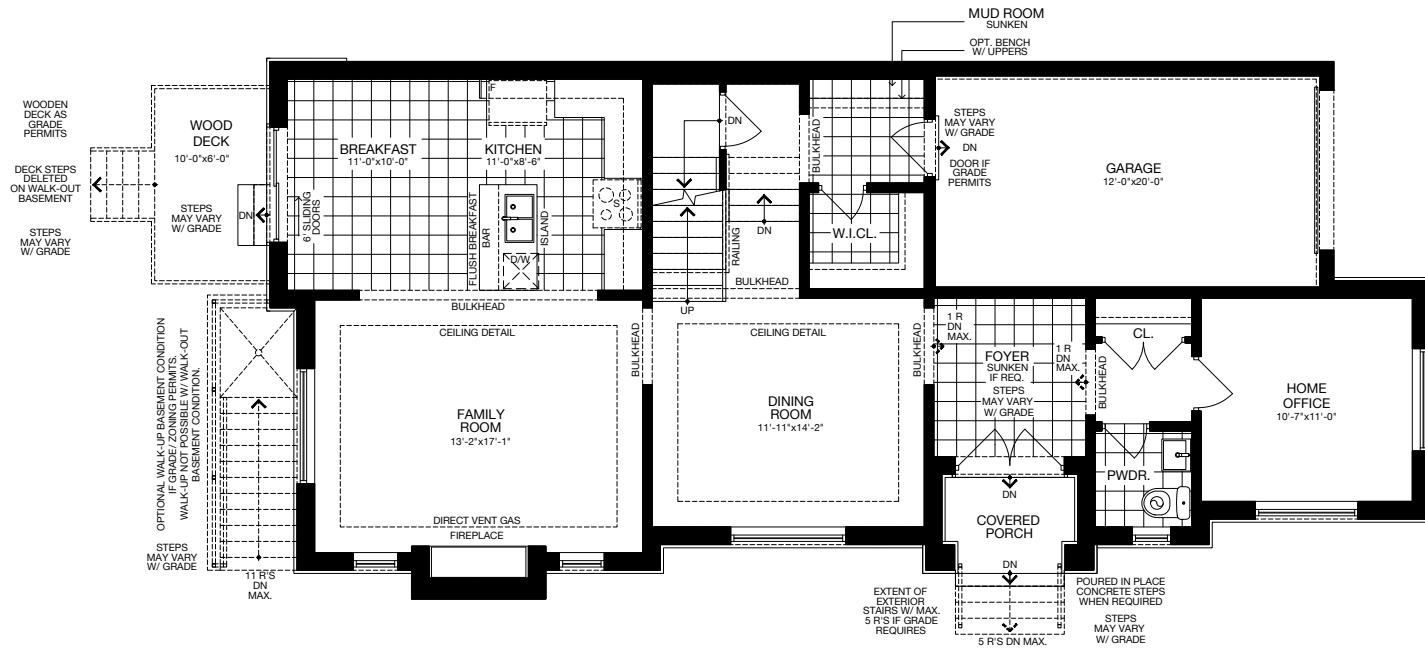 MUD ROOM
SUNKEN
OPT. BENCH
W/ UPPERS
WOODEN
DECK AS
GRADE
PERMITS
DECK STEPS
DELETED
ON WALK-OUT
BASEMENT
STEPS
MAY VARY
W/ GRADE
WOOD
DECK
10'-0"x6'-0"
STEPS
MAY VARY
W/ GRADE
DN
6' SLIDING
DOORS
BREAKFAST
11'-0"x10'-0"
F
KITCHEN
11'-0"x8'-6"
S
FLUSH BREAKFAST
BAR
ISLAND
D/W
BULKHEAD
DN
RAILING
DN
UP
BULKHEAD
BULKHEAD
W.I.CL.
STEPS
MAY VARY
W/ GRADE
DN
DOOR IF
GRADE
PERMITS
GARAGE
12'-0"x20'-0"
OPTIONAL WALK-UP BASEMENT CONDITION
IF GRADE/ ZONING PERMITS.
WALK-UP NOT POSSIBLE W/ WALK-OUT
BASEMENT CONDITION.
STEPS
MAY VARY
W/ GRADE
11 R'S
DN
MAX.
CEILING DETAIL
FAMILY
ROOM
13'-2"x17'-1"
DIRECT VENT GAS
FIREPLACE
BULKHEAD
CEILING DETAIL
DINING
ROOM
11'-11"x14'-2"
BULKHEAD
1 R
DN
MAX.
FOYER
SUNKEN
IF REQ.
STEPS
MAY VARY
W/ GRADE
1 R
DN
MAX.
BULKHEAD
CL.
HOME
OFFICE
10'-7"x11'-0"
PWDR.
DN
COVERED
PORCH
DN
EXTENT OF
EXTERIOR
STAIRS W/ MAX.
5 R'S IF GRADE
REQUIRES
5 R'S DN MAX.
POURED IN PLACE
CONCRETE STEPS
WHEN REQUIRED
STEPS
MAY VARY
W/ GRADE